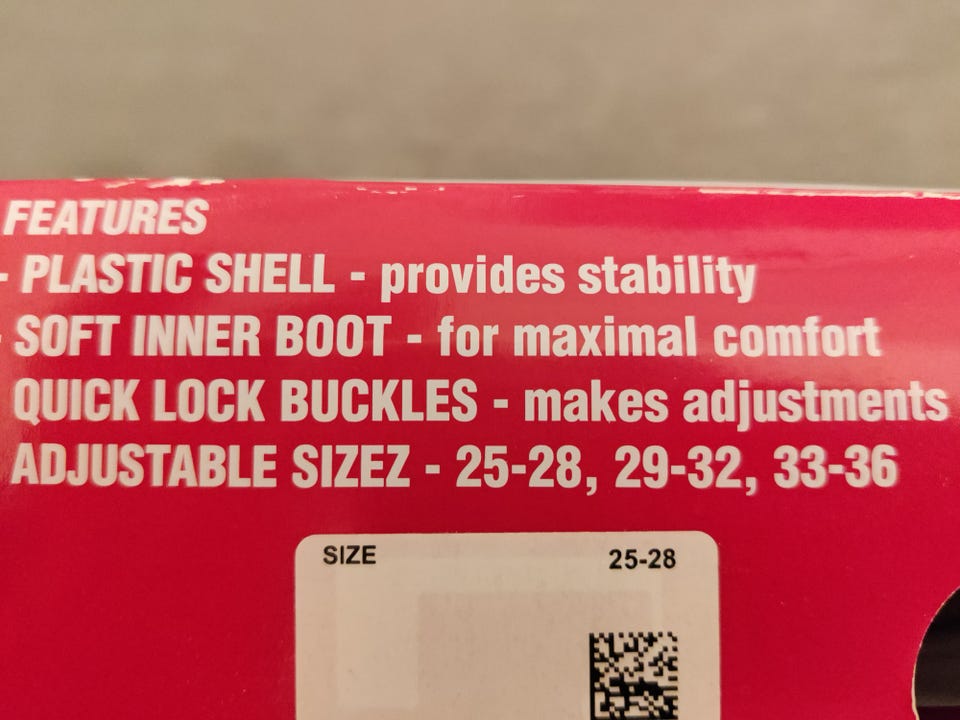 FEATURES
- PLASTIC SHELL - provides stability
- SOFT INNER BOOT - for maximal comfort
QUICK LOCK BUCKLES - makes adjustments
ADJUSTABLE SIZEZ - 25-28, 29-32, 33-36
SIZE 25-28